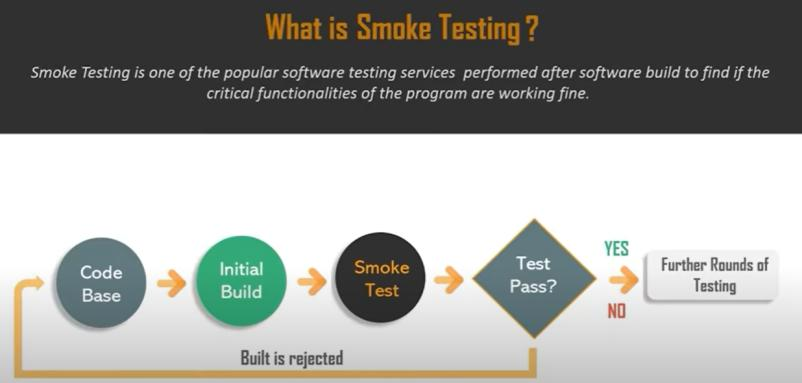 What is Smoke Testing?
Smoke Testing is one of the popular software testing services performed after software build to find if the
critical functionalities of the program are working fine.
Code
Base
Initial
Build
Smoke
Test
Test
Pass?
YES
NO
Further Rounds of
Testing
Built is rejected